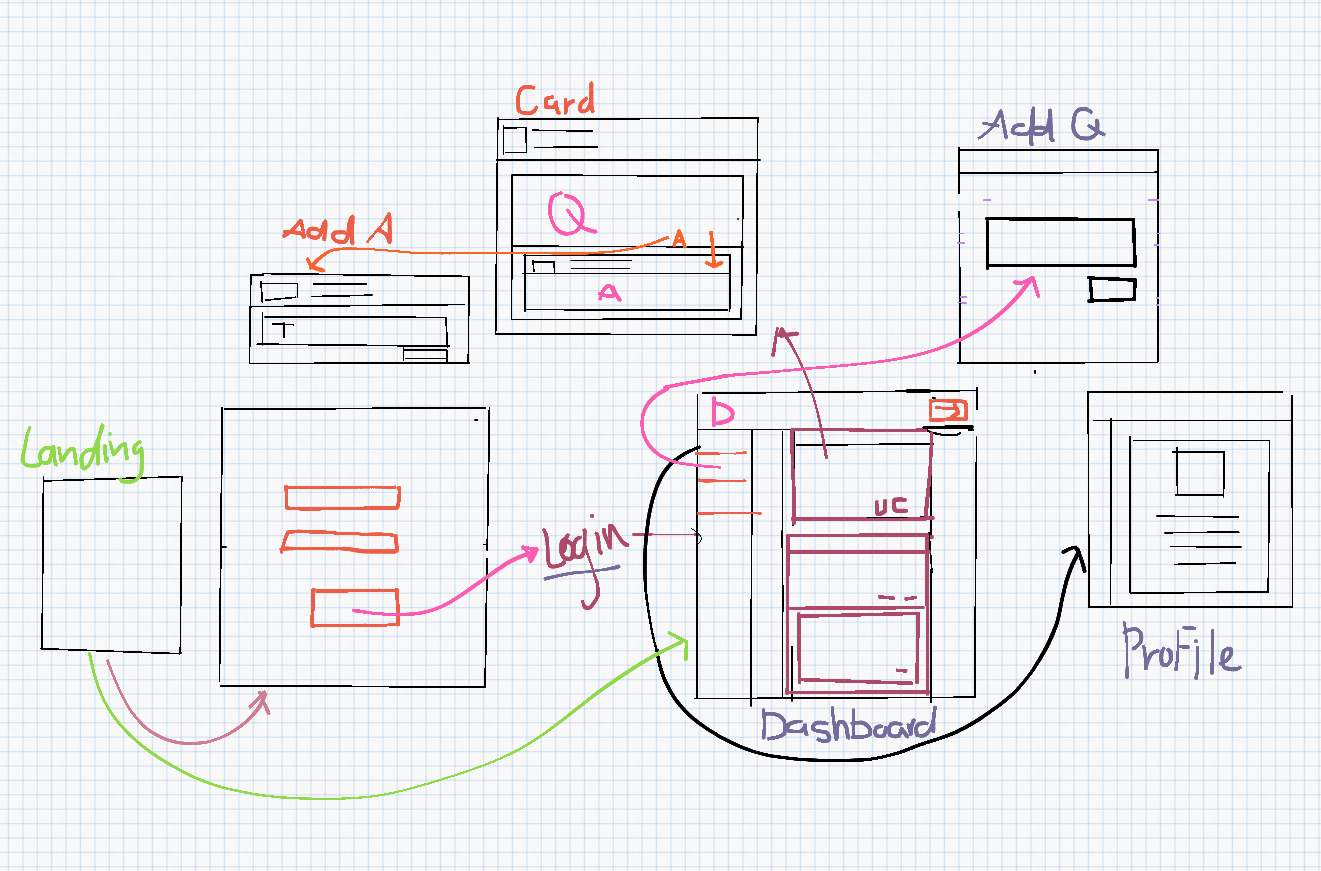 Card
Add Q
Q
Add A
A
A
T
D
Landing
UC
Login
Profile
Dashboard